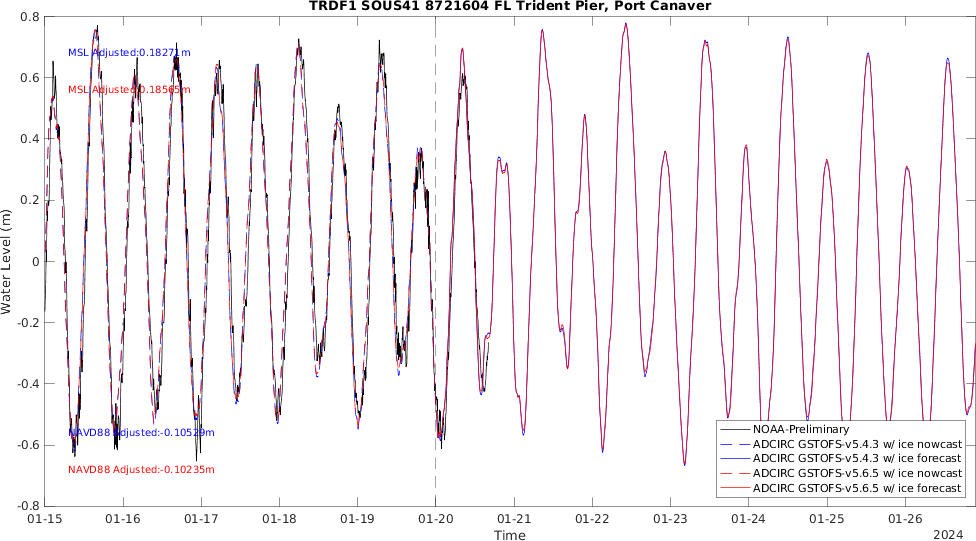 TRDF1 SOUS41 8721604 FL Trident Pier, Port Canaver
0.8
0.6
0.4
0.2
0
-0.2
-0.4
-0.6
-0.8
Water Level (m)
MSL Adjusted:0.18271m
MSL Adjusted:0.18565m
NAVD88 Adjusted:-0.10529m
NAVD88 Adjusted:-0.10235m
NOAA-Preliminary
ADCIRC GSTOFS-v5.4.3 w/ ice nowcast
ADCIRC GSTOFS-v5.4.3 w/ ice forecast
ADCIRC GSTOFS-v5.6.5 w/ ice nowcast
ADCIRC GSTOFS-v5.6.5 w/ ice forecast
01-15 01-16 01-17 01-18 01-19 01-20 01-21 01-22 01-23 01-24 01-25 01-26
Time
2024